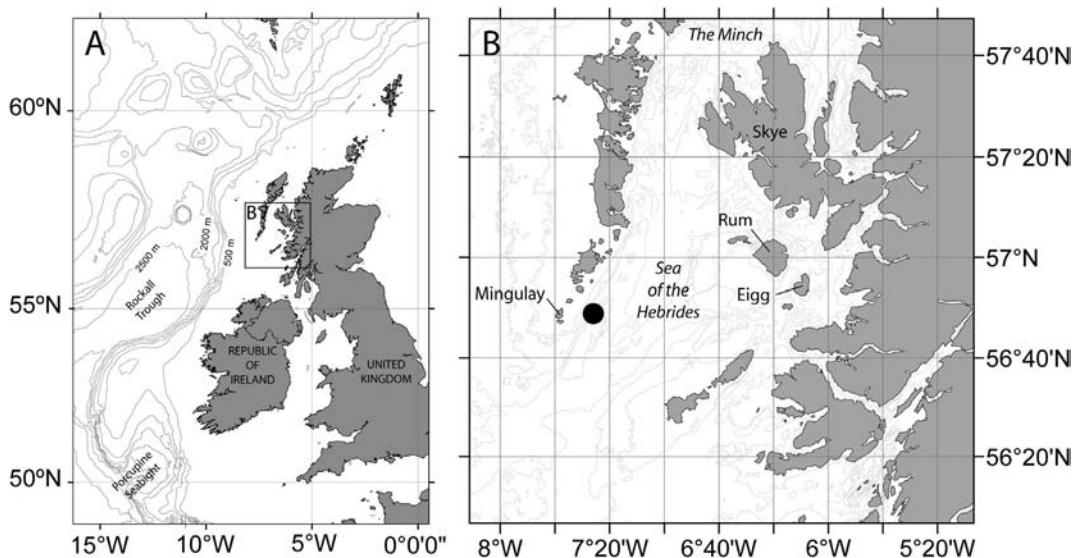 A
60°N
55°N
50°N
15°W
10°W
5°W
0°00"
2500 m
2000 m
500 m
Rockall
Trough
Porcupine
Seabight
REPUBLIC
OF
IRELAND
UNITED
KINGDOM
B
B
The Minch
Skye
Rum
Eigg
Mingulay
Sea
of the
Hebrides
57°40'N
57°20'N
57°N
56°40'N
56°20'N
8°W
7°20'W
6°40'W
6°W
5°20'W